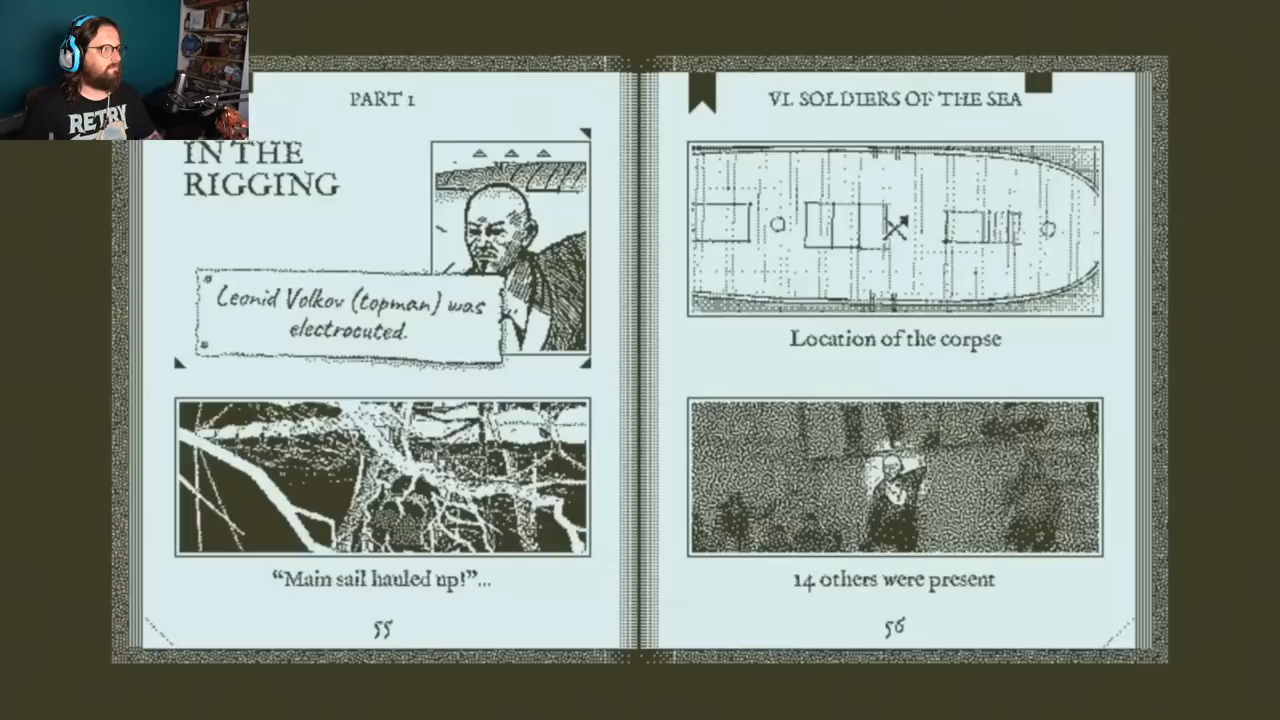 RETRY
PART 1
IN THE
RIGGING
Leonid Volkov (topman) was
electrocuted.
“Main sail hauled up!”...
55
VI. SOLDIERS OF THE SEA
Location of the corpse
14 others were present
56